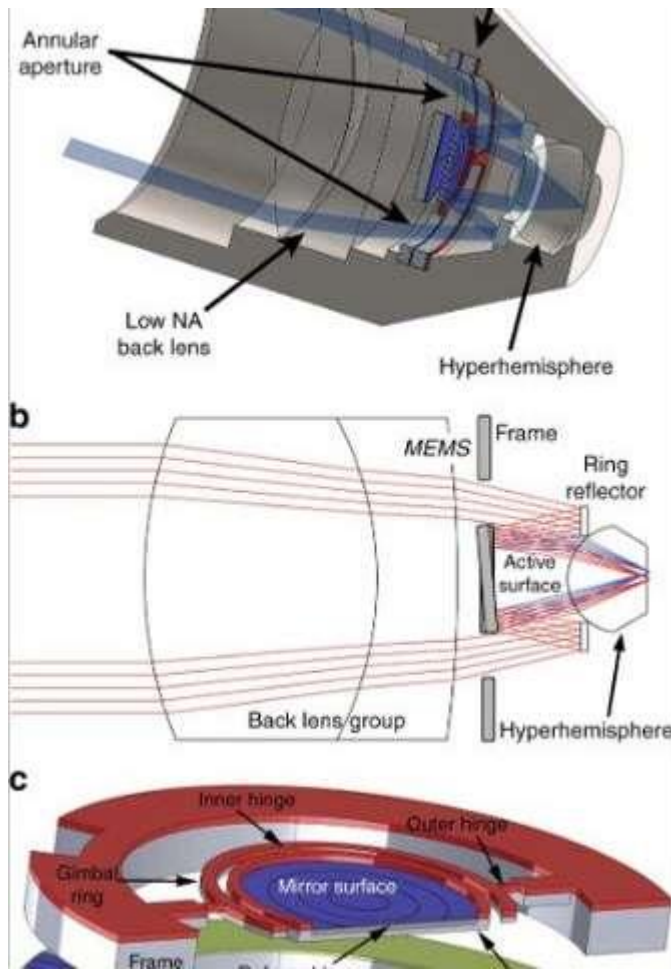 Annular
aperture
Low NA
back lens
Hyperhemisphere
b
MEMS
Frame
Ring
reflector
Active
surface
Back lens group
Hyperhemisphere
c
Inner hinge
Outer hinge
Gimbal
ring
Mirror surface
Frame